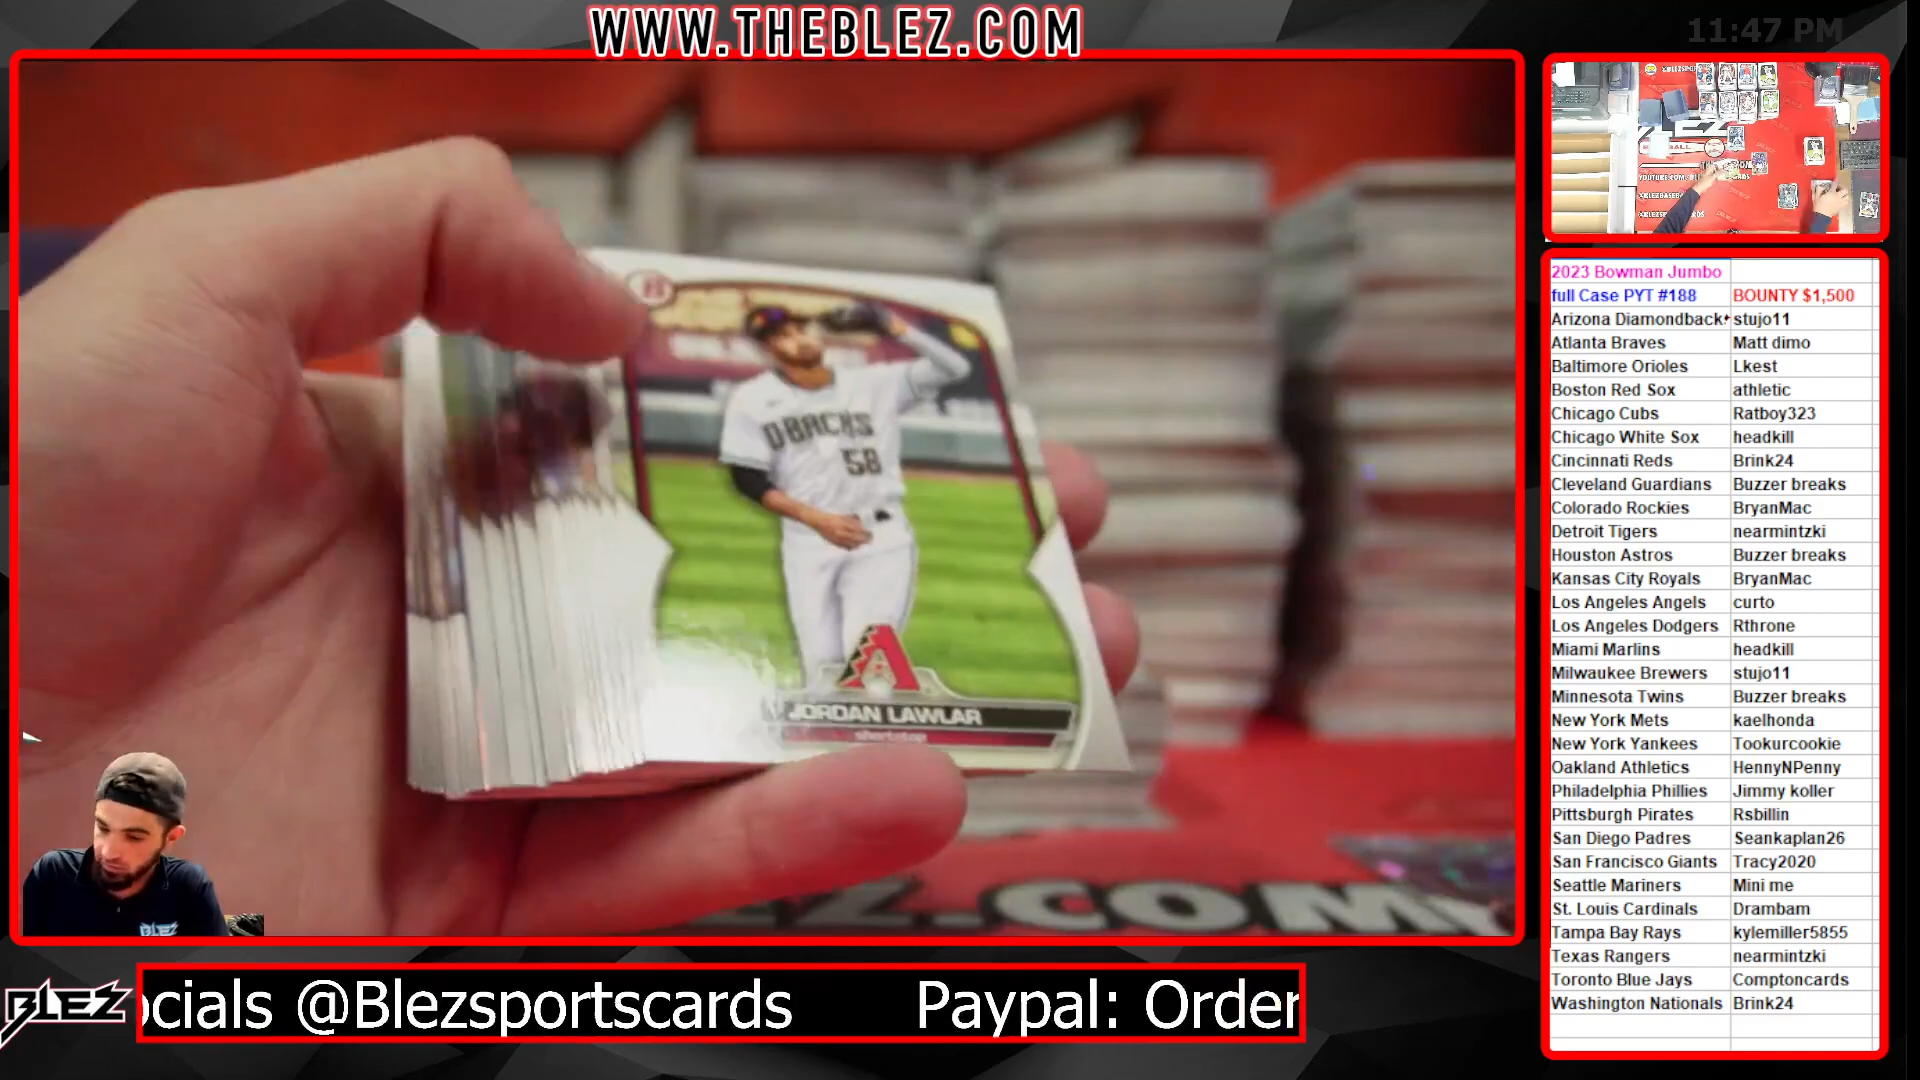 WWW.THEBLEZ.COM
11:47 PM
DBACKS
58
A
JORDAN LAWLAR
shortstop
EZ.COM
BLEZ
BLEZ
ocials @Blezsportscards Paypal: Order
2023 Bowman Jumbo
full Case PYT #188 BOUNTY $1,500
Arizona Diamondback stujo11
Atlanta Braves Matt dimo
Baltimore Orioles Lkest
Boston Red Sox athletic
Chicago Cubs Ratboy323
Chicago White Sox headkill
Cincinnati Reds Brink24
Cleveland Guardians Buzzer breaks
Colorado Rockies BryanMac
Detroit Tigers nearmintzki
Houston Astros Buzzer breaks
Kansas City Royals BryanMac
Los Angeles Angels curto
Los Angeles Dodgers Rthrone
Miami Marlins headkill
Milwaukee Brewers stujo11
Minnesota Twins Buzzer breaks
New York Mets kaelhonda
New York Yankees Tookurcookie
Oakland Athletics HennyNPenny
Philadelphia Phillies Jimmy koller
Pittsburgh Pirates Rsbillin
San Diego Padres Seankaplan26
San Francisco Giants Tracy2020
Seattle Mariners Mini me
St. Louis Cardinals Drambam
Tampa Bay Rays kylemiller5855
Texas Rangers nearmintzki
Toronto Blue Jays Comptoncards
Washington Nationals Brink24